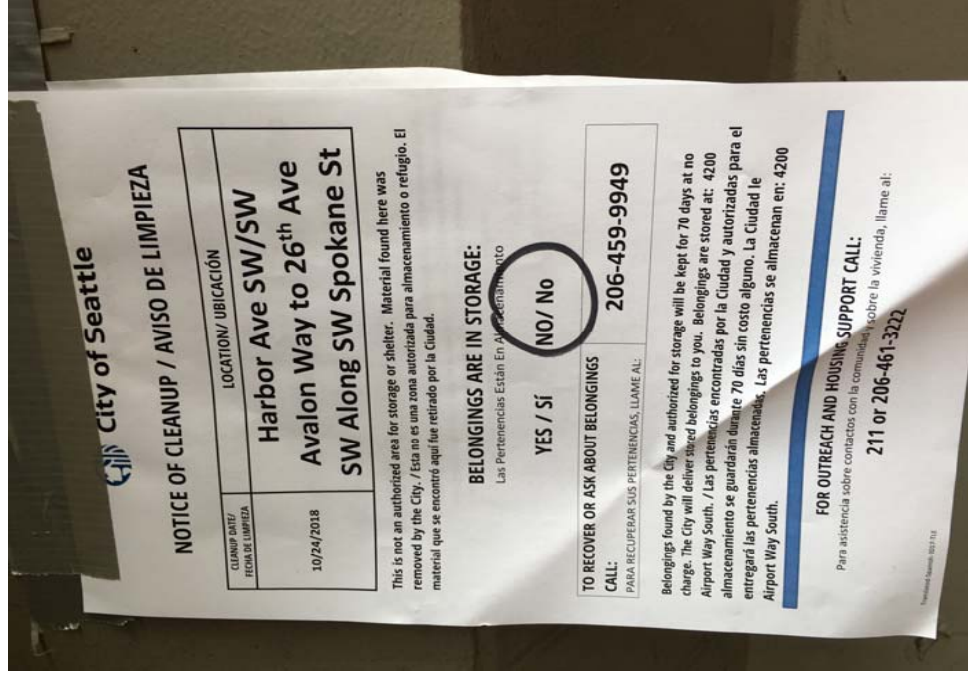 City of Seattle
NOTICE OF CLEANUP / AVISO DE LIMPIEZA
CLEANUP DATE/
FECHA DE LIMPIEZA
LOCATION/ UBICACIÓN
10/24/2018
Harbor Ave SW/SW
Avalon Way to 26th Ave
SW Along SW Spokane St
This is not an authorized area for storage or shelter. Material found here was
removed by the City. / Esta no es una zona autorizada para almacenamiento o refugio. El
material que se encontró aquí fue retirado por la Ciudad.
BELONGINGS ARE IN STORAGE:
Las Pertenencias Están En Almacenamiento
YES / Sí NO/ No
TO RECOVER OR ASK ABOUT BELONGINGS
CALL:
PARA RECUPERAR SUS PERTENENCIAS, LLAME AL:
206-459-9949
Belongings found by the City and authorized for storage will be kept for 70 days at no
charge. The City will deliver stored belongings to you. Belongings are stored at: 4200
Airport Way South. / Las pertenencias encontradas por la Ciudad y autorizadas para el
almacenamiento se guardarán durante 70 días sin costo alguno. La Ciudad le
entregará las pertenencias almacenadas. Las pertenencias se almacenan en: 4200
Airport Way South.
FOR OUTREACH AND HOUSING SUPPORT CALL:
Para asistencia sobre contactos con la comunidad sobre la vivienda, llame al:
211 or 206-461-3222
Translated Spanish